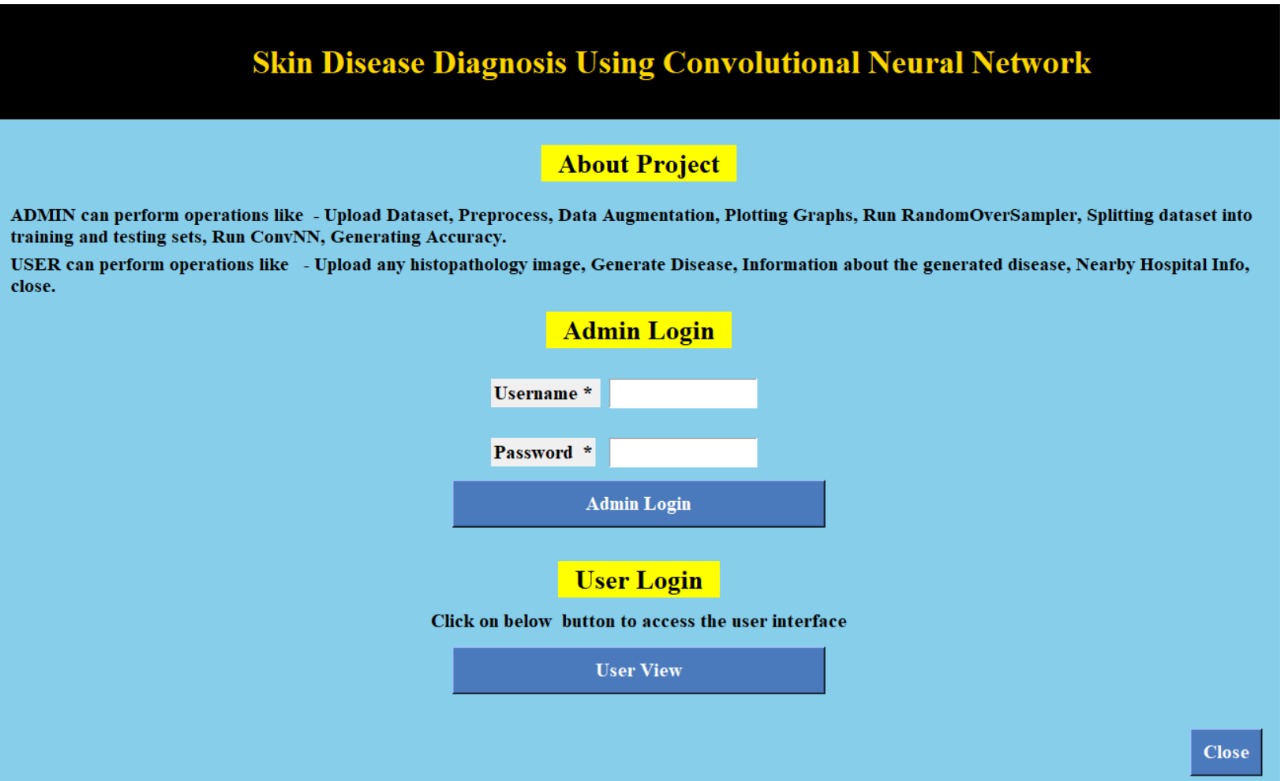 Skin Disease Diagnosis Using Convolutional Neural Network
About Project
ADMIN can perform operations like  - Upload Dataset, Preprocess, Data Augmentation, Plotting Graphs, Run RandomOverSampler, Splitting dataset into
training and testing sets, Run ConvNN, Generating Accuracy.
USER can perform operations like   - Upload any histopathology image, Generate Disease, Information about the generated disease, Nearby Hospital Info,
close.
Admin Login
Username *
Password  *
Admin Login
User Login
Click on below  button to access the user interface
User View
Close